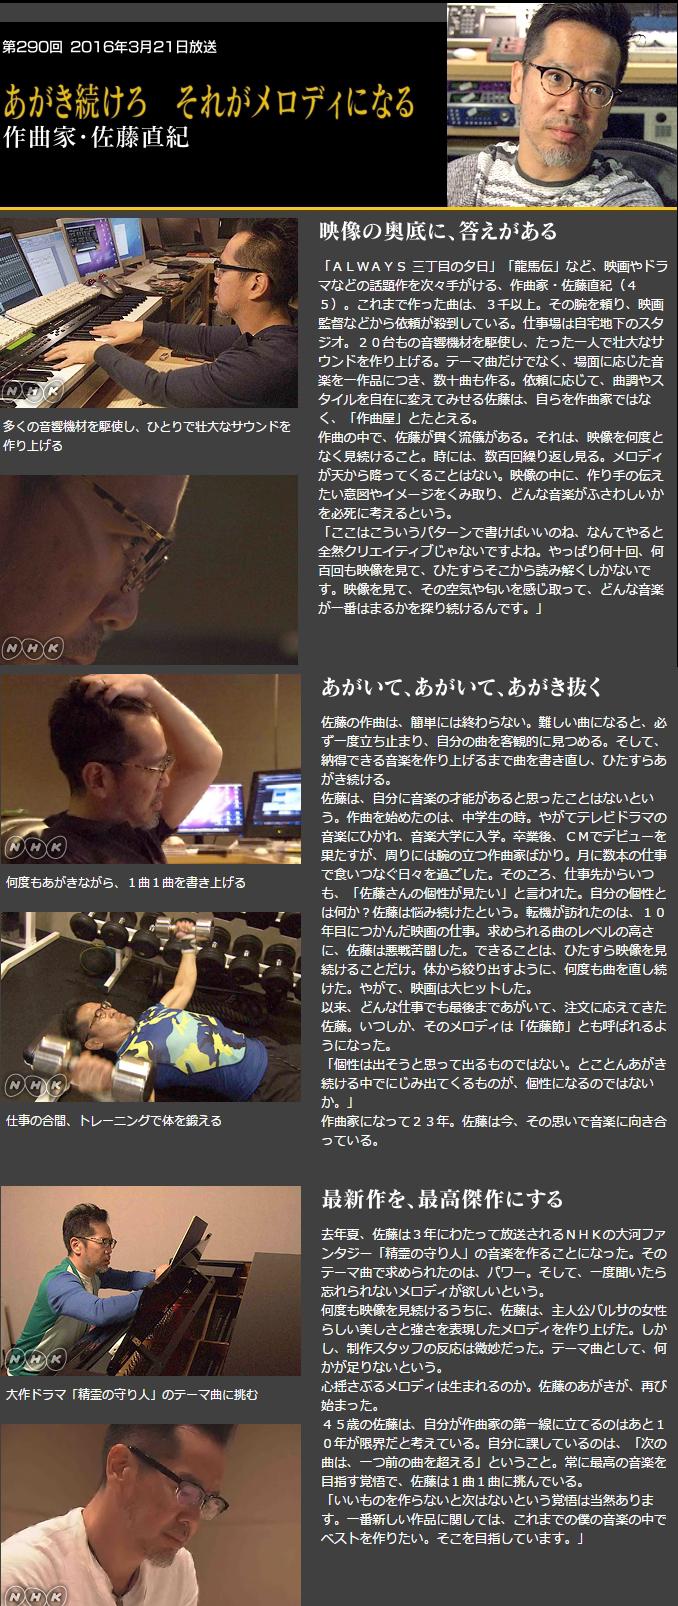 第290回 2016年3月21日放送
あがき続けろ　それがメロディになる
作曲家・佐藤直紀
映像の奥底に、答えがある
「ＡＬＷＡＹＳ 三丁目の夕日」「龍馬伝」など、映画やドラ
マなどの話題作を次々手がける、作曲家・佐藤直紀（４
５）。これまで作った曲は、３千以上。その腕を頼り、映画
監督などから依頼が殺到している。仕事場は自宅地下のスタ
ジオ。２０台もの音響機材を駆使し、たった一人で壮大なサ
ウンドを作り上げる。テーマ曲だけでなく、場面に応じた音
楽を一作品につき、数十曲も作る。依頼に応じて、曲調やス
タイルを自在に変えてみせる佐藤は、自らを作曲家ではな
く、「作曲屋」とたとえる。
作曲の中で、佐藤が貫く流儀がある。それは、映像を何度と
なく見続けること。時には、数百回繰り返し見る。メロディ
が天から降ってくることはない。映像の中に、作り手の伝え
たい意図やイメージをくみ取り、どんな音楽がふさわしいか
を必死に考えるという。
「ここはこういうパターンで書けばいいのね、なんてやると
全然クリエイティブじゃないですよね。やっぱり何十回、何
百回も映像を見て、ひたすらそこから読み解くしかないで
す。映像を見て、その空気や匂いを感じ取って、どんな音楽
が一番はまるかを探り続けるんです。」
NHK
多くの音響機材を駆使し、ひとりで壮大なサウンドを
作り上げる
NHK
あがいて、あがいて、あがき抜く
佐藤の作曲は、簡単には終わらない。難しい曲になると、必
ず一度立ち止まり、自分の曲を客観的に見つめる。そして、
納得できる音楽を作り上げるまで曲を書き直し、ひたすらあ
がき続ける。
佐藤は、自分に音楽の才能があると思ったことはないとい
う。作曲を始めたのは、中学生の時。やがてテレビドラマの
音楽にひかれ、音楽大学に入学。卒業後、ＣＭでデビューを
果たすが、周りには腕の立つ作曲家ばかり。月に数本の仕事
で食いつなぐ日々を過ごした。そのころ、仕事先からいつ
も、「佐藤さんの個性が見たい」と言われた。自分の個性と
は何か？佐藤は悩み続けたという。転機が訪れたのは、１０
年目につかんだ映画の仕事。求められる曲のレベルの高さ
に、佐藤は悪戦苦闘した。できることは、ひたすら映像を見
続けることだけ。体から絞り出すように、何度も曲を直し続
けた。やがて、映画は大ヒットした。
以来、どんな仕事でも最後まであがいて、注文に応えてきた
佐藤。いつしか、そのメロディは「佐藤節」とも呼ばれるよ
うになった。
「個性は出そうと思って出るものではない。とことんあがき
続ける中でにじみ出てくるものが、個性になるのではない
か。」
作曲家になって２３年。佐藤は今、その思いで音楽に向き合
っている。
NHK
何度もあがきながら、１曲１曲を書き上げる
NHK
仕事の合間、トレーニングで体を鍛える
最新作を、最高傑作にする
去年夏、佐藤は３年にわたって放送されるＮＨＫの大河ファ
ンタジー「精霊の守り人」の音楽を作ることになった。その
テーマ曲で求められたのは、パワー。そして、一度聞いたら
忘れられないメロディが欲しいという。
何度も映像を見続けるうちに、佐藤は、主人公バルサの女性
らしい美しさと強さを表現したメロディを作り上げた。しか
し、制作スタッフの反応は微妙だった。テーマ曲として、何
かが足りないという。
心揺さぶるメロディは生まれるのか。佐藤のあがきが、再び
始まった。
４５歳の佐藤は、自分が作曲家の第一線に立てるのはあと１
０年が限界だと考えている。自分に課しているのは、「次の
曲は、一つ前の曲を超える」ということ。常に最高の音楽を
目指す覚悟で、佐藤は１曲１曲に挑んでいる。
「いいものを作らないと次はないという覚悟は当然ありま
す。一番新しい作品に関しては、これまでの僕の音楽の中で
ベストを作りたい。そこを目指しています。」
NHK
大作ドラマ「精霊の守り人」のテーマ曲に挑む
NHK